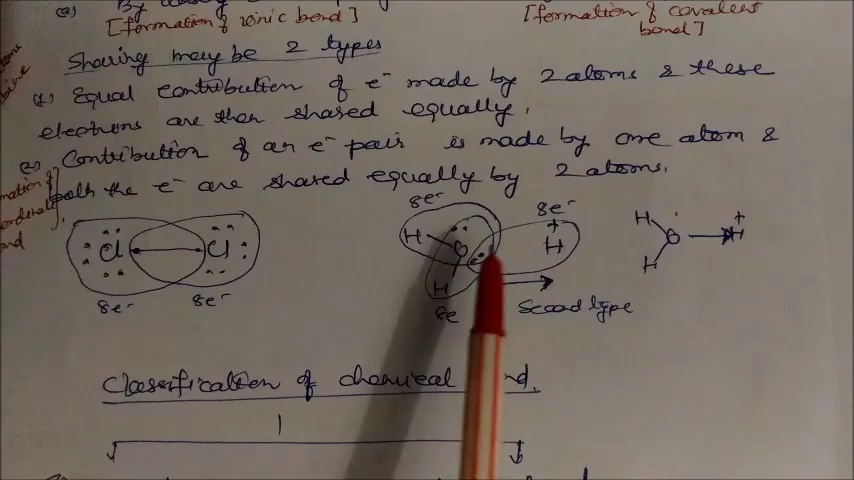 (a) By
[formation of ionic bond]
[formation of covalent
bond]
Sharing may be 2 types
(1) Equal contribution of e- made by 2 atoms & these
electrons are then shared equally.
(2) Contribution of an e- pair is made by one atom &
both the e- are shared equally by 2 atoms.
Cl Cl
8e- 8e-
8e- 8e-
H O H+
H
8e
Second type
H O H+
H
Classification of chemical